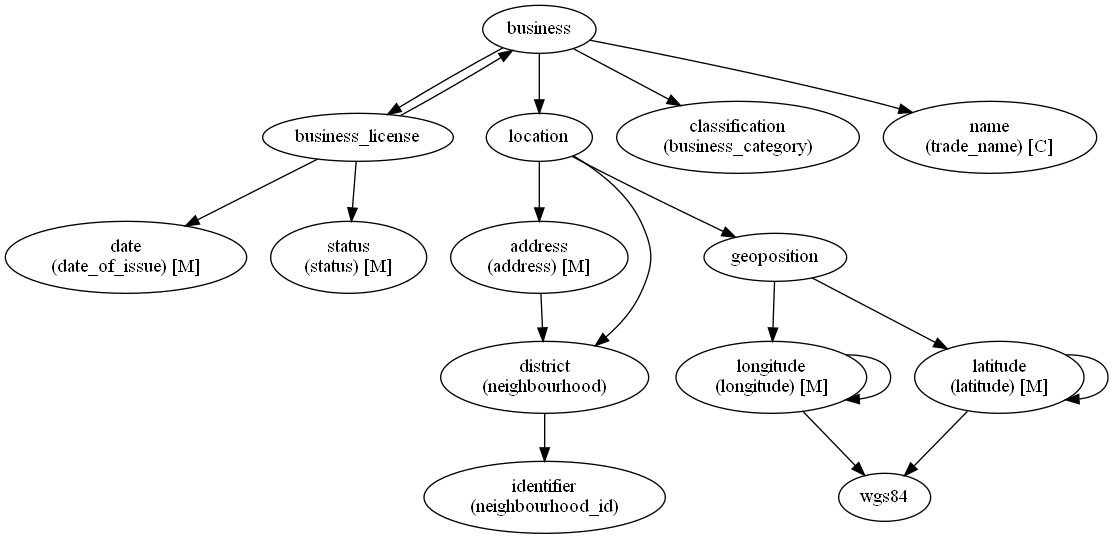 business
business_license
location
classification
(business_category)
name
(trade_name) [C]
date
(date_of_issue) [M]
status
(status) [M]
address
(address) [M]
geoposition
district
(neighbourhood)
longitude
(longitude) [M]
latitude
(latitude) [M]
identifier
(neighbourhood_id)
wgs84